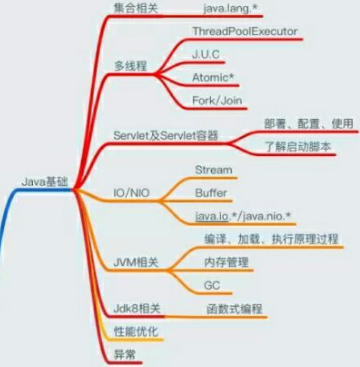 集合相关
java.lang.*
多线程
ThreadPoolExecutor
J.U.C
Atomic*
Fork/Join
Servlet及Servlet容器
部署、配置、使用
了解启动脚本
Java基础
IO/NIO
Stream
Buffer
java.io.*/java.nio.*
JVM相关
编译、加载、执行原理过程
内存管理
GC
Jdk8相关
函数式编程
性能优化
异常